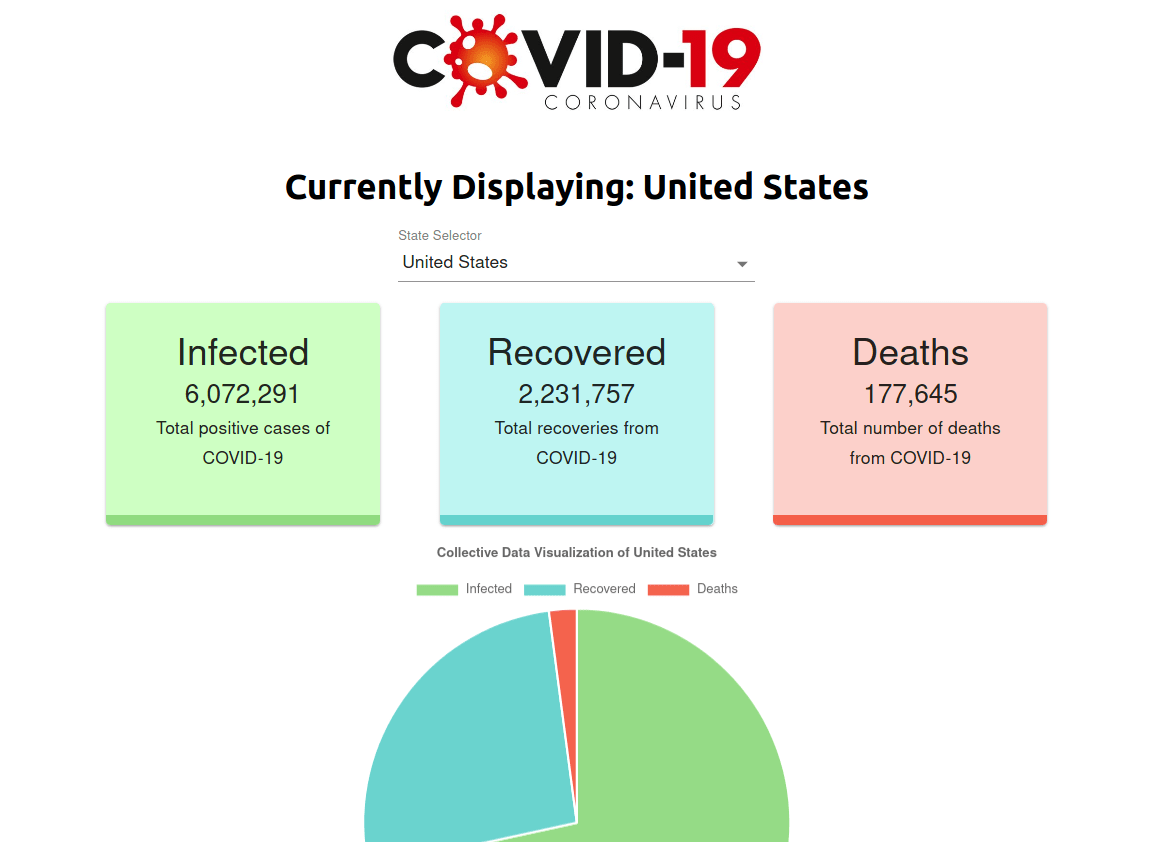 COVID-19
CORONAVIRUS
Currently Displaying: United States
State Selector
United States
Infected
6,072,291
Total positive cases of
COVID-19
Recovered
2,231,757
Total recoveries from
COVID-19
Deaths
177,645
Total number of deaths
from COVID-19
Collective Data Visualization of United States
Infected Recovered Deaths